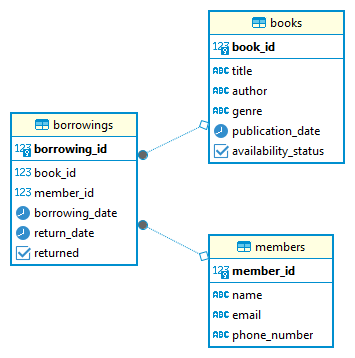 books
123 book_id
ABC title
ABC author
ABC genre
publication_date
availability_status
borrowings
123 borrowing_id
123 book_id
123 member_id
borrowing_date
return_date
returned
members
123 member_id
ABC name
ABC email
ABC phone_number